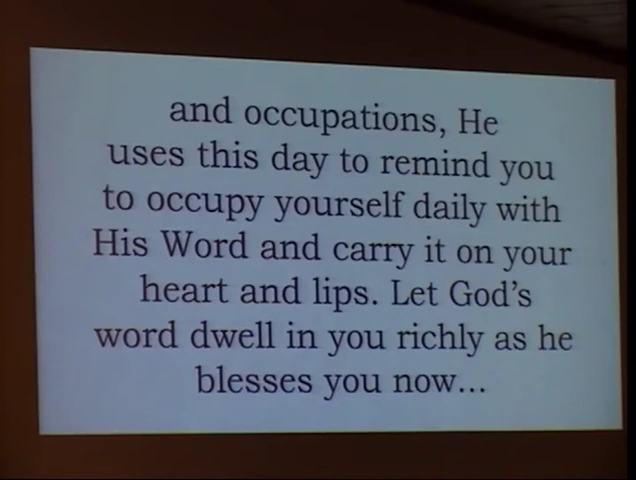 and occupations, He
uses this day to remind you
to occupy yourself daily with
His Word and carry it on your
heart and lips. Let God's
word dwell in you richly as he
blesses you now...